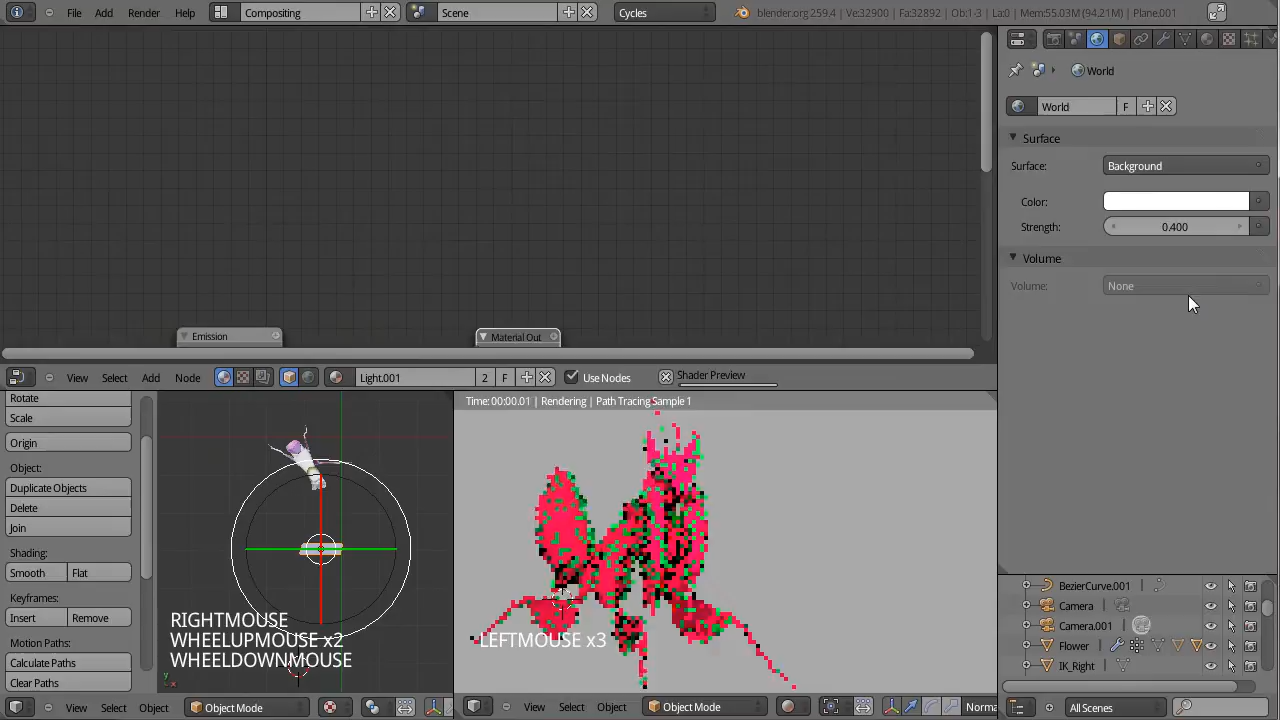 File Add Render Help Compositing Scene Cycles blender.org 259.4 | Ve:32900 | Fa:32892 | Ob:1-3 | La:0 | Mem:55.03M (94.21M) | Plane.001
World
World F
Surface
Surface: Background
Color:
Strength: 0.400
Volume
Volume: None
Emission
Material Out
View Select Add Node Light.001 2 F Use Nodes Shader Preview
Rotate
Scale
Origin
Object:
Duplicate Objects
Delete
Join
Shading:
Smooth Flat
Keyframes:
Insert Remove
Motion Paths:
Calculate Paths
Clear Paths
RIGHTMOUSE
WHEELUPMOUSE x2
WHEELDOWNMOUSE
y
x
Time:00:00.01 | Rendering | Path Tracing Sample 1
LEFTMOUSE x3
BezierCurve.001
Camera
Camera.001
Flower
IK_Right
View Select Object Object Mode
View Select Object Object Mode Norma
All Scenes